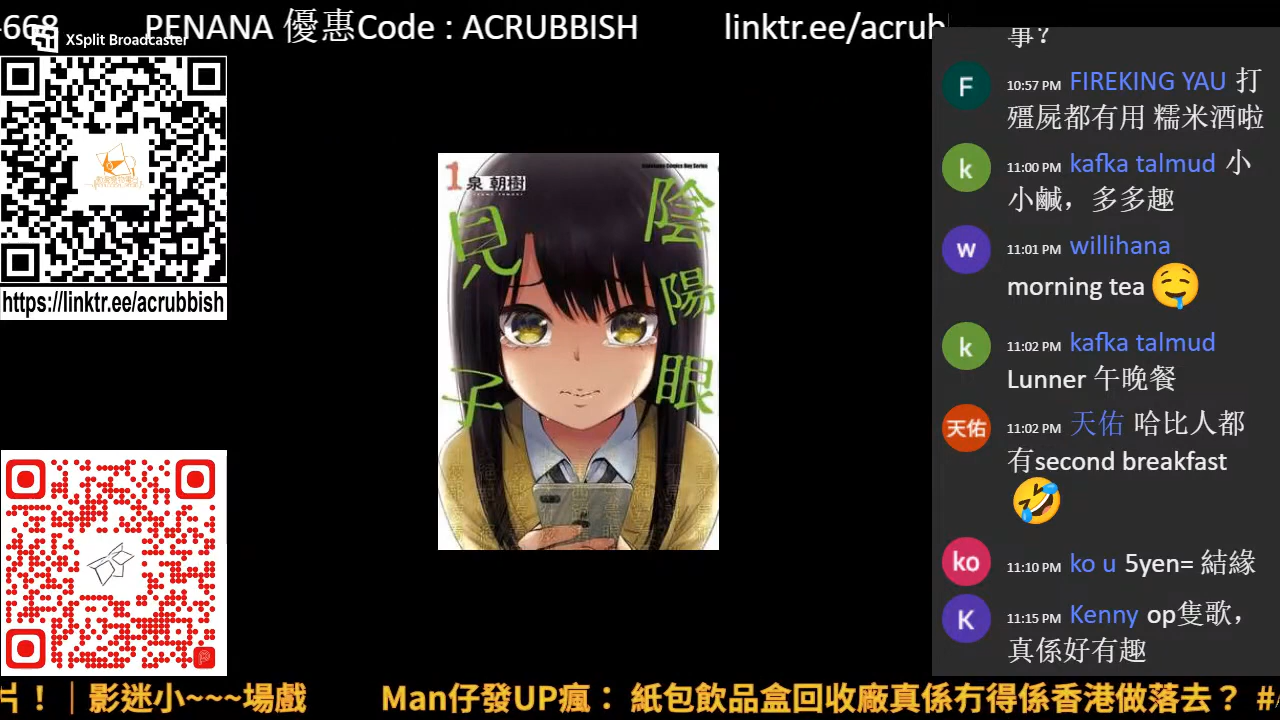 -668 PENANA 優惠Code : ACRUBBISH linktr.ee/acrub
XSplit Broadcaster
https://linktr.ee/acrubbish
1
泉 朝樹
陰陽眼
見子
事？
F 10:57 PM FIREKING YAU 打
殭屍都有用 糯米酒啦
k 11:00 PM kafka talmud 小
小鹹，多多趣
w 11:01 PM willihana
morning tea 🤤
k 11:02 PM kafka talmud
Lunner 午晚餐
天佑 11:02 PM 天佑 哈比人都
有second breakfast
🤣
ko 11:10 PM ko u 5yen= 結緣
K 11:15 PM Kenny op隻歌，
真係好有趣
！｜影迷小~~~場戲 Man仔發UP瘋： 紙包飲品盒回收廠真係冇得係香港做落去？ #